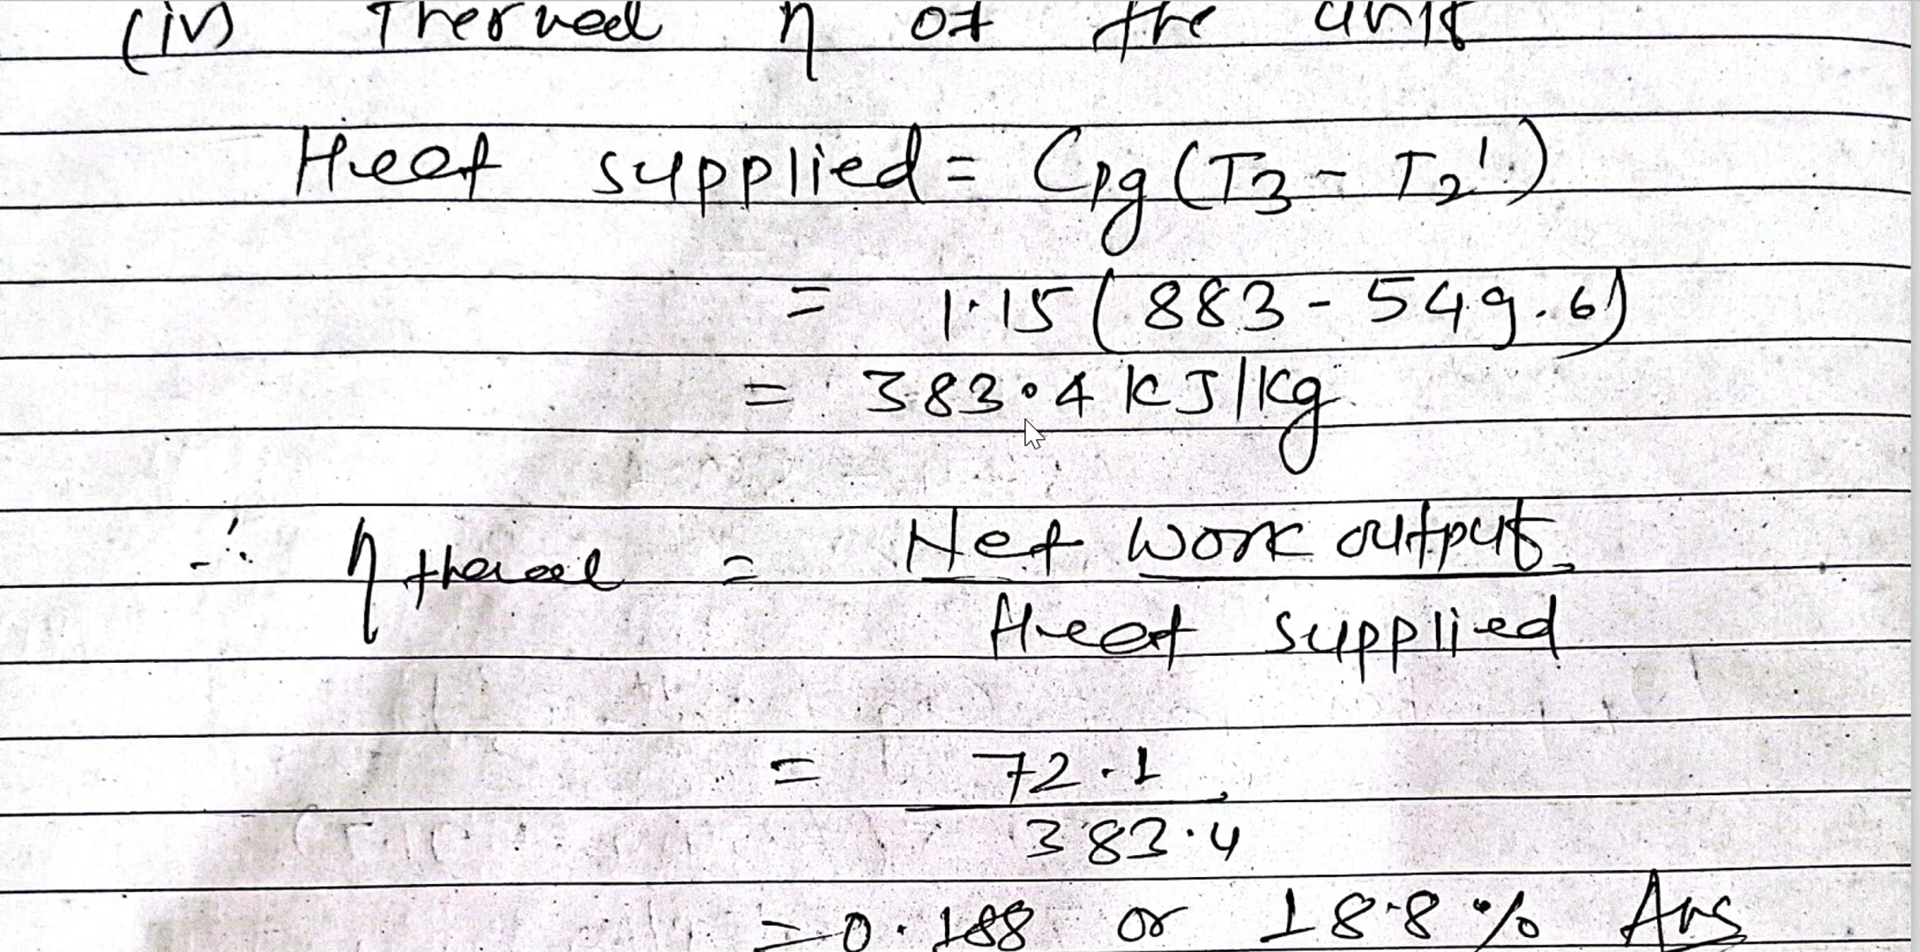 (iv) Thermal η of the unit
Heat supplied = Cpg (T3 - T2')
= 1.15 (883 - 549.6)
= 383.4 kJ/kg
∴ η thermal = Net work output / Heat supplied
= 72.1 / 383.4
= 0.188 or 18.8 % Ans